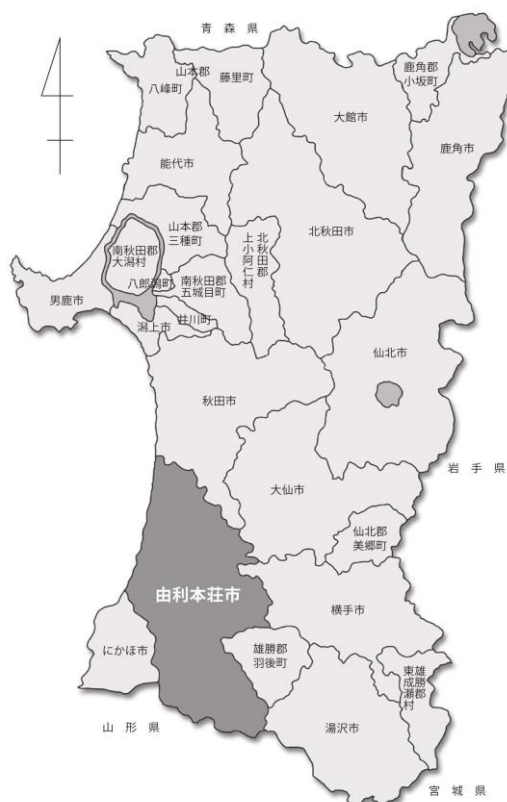 青森県
山本郡
八峰町
藤里町
大館市
鹿角郡
小坂町
鹿角市
能代市
山本郡
三種町
北秋田市
北秋田郡
上小阿仁村
南秋田郡
大潟村
八郎潟町
南秋田郡
五城目町
男鹿市
井川町
潟上市
仙北市
秋田市
岩手県
大仙市
仙北郡
美郷町
由利本荘市
横手市
にかほ市
雄勝郡
羽後町
雄勝郡
東成瀬村
湯沢市
山形県
宮城県